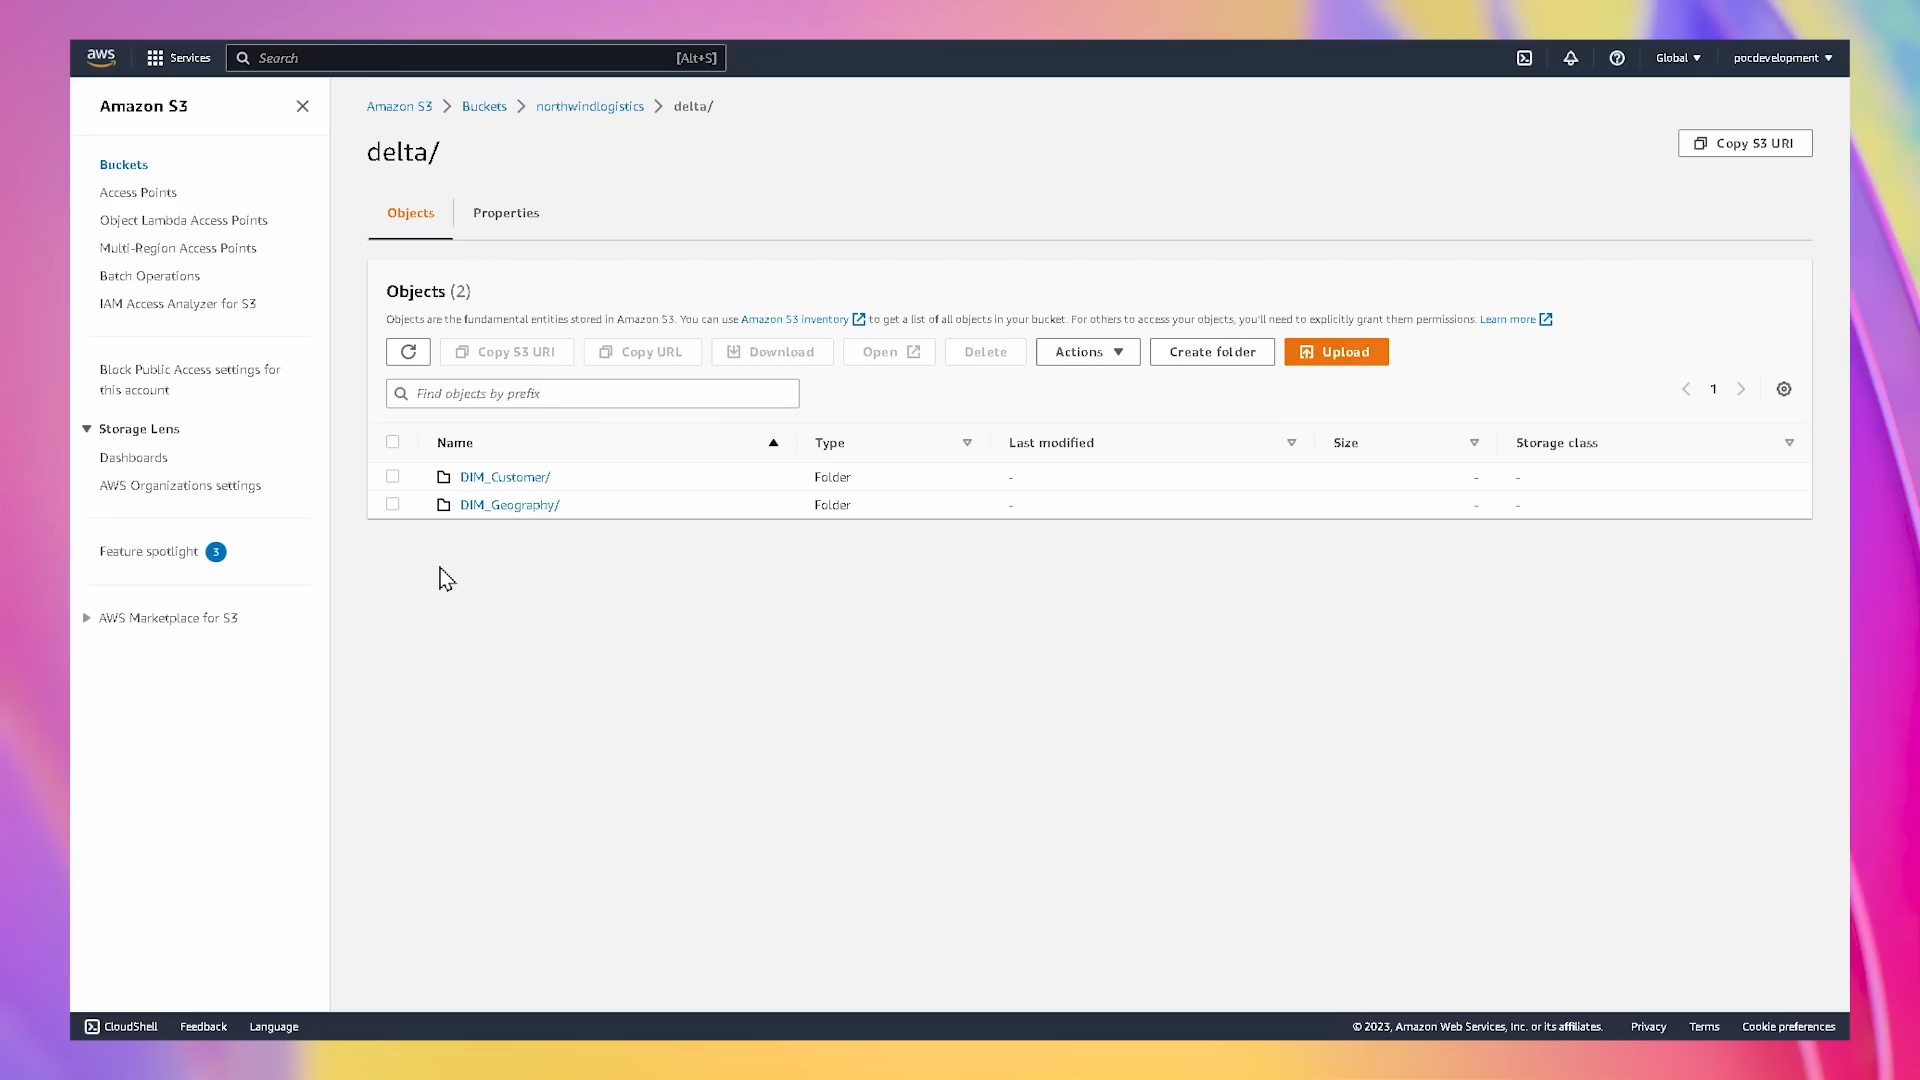 aws
Services
Search
[Alt+S]
Global
pocdevelopment
Amazon S3
Buckets
Access Points
Object Lambda Access Points
Multi-Region Access Points
Batch Operations
IAM Access Analyzer for S3
Block Public Access settings for
this account
Storage Lens
Dashboards
AWS Organizations settings
Feature spotlight 3
AWS Marketplace for S3
Amazon S3 Buckets northwindlogistics delta/
delta/
Copy S3 URI
Objects
Properties
Objects (2)
Objects are the fundamental entities stored in Amazon S3. You can use Amazon S3 inventory to get a list of all objects in your bucket. For others to access your objects, you'll need to explicitly grant them permissions. Learn more
Copy S3 URI
Copy URL
Download
Open
Delete
Actions
Create folder
Upload
Find objects by prefix
1
Name Type Last modified Size Storage class
DIM_Customer/ Folder - - -
DIM_Geography/ Folder - - -
CloudShell
Feedback
Language
© 2023, Amazon Web Services, Inc. or its affiliates.
Privacy
Terms
Cookie preferences